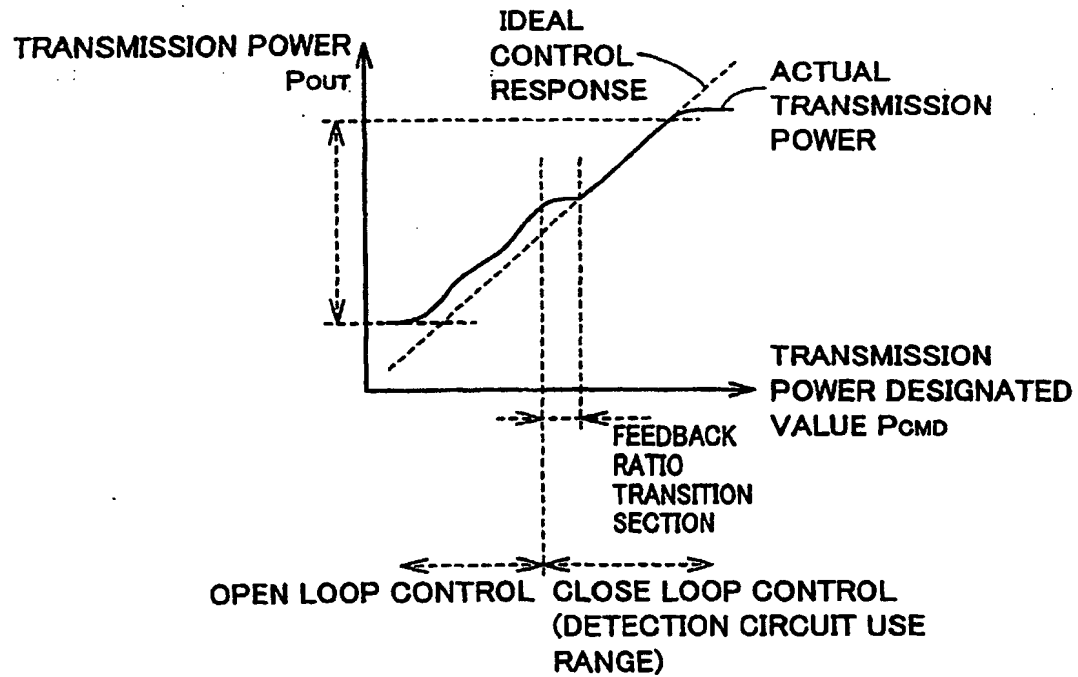 IDEAL
CONTROL
RESPONSE
TRANSMISSION POWER
POUT
ACTUAL
TRANSMISSION
POWER
TRANSMISSION
POWER DESIGNATED
VALUE PCMD
FEEDBACK
RATIO
TRANSITION
SECTION
OPEN LOOP CONTROL
CLOSE LOOP CONTROL
(DETECTION CIRCUIT USE
RANGE)